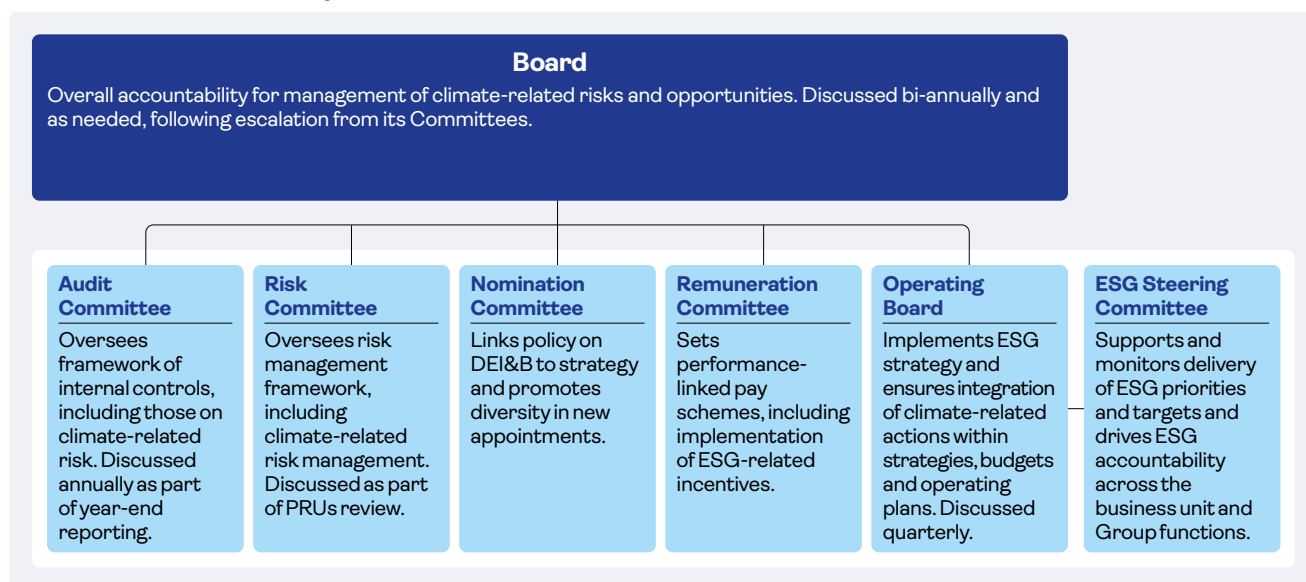 Board
Overall accountability for management of climate-related risks and opportunities. Discussed bi-annually and
as needed, following escalation from its Committees.
Audit
Committee
Oversees
framework of
internal controls,
including those on
climate-related
risk. Discussed
annually as part
of year-end
reporting.
Risk
Committee
Oversees risk
management
framework,
including
climate-related
risk management.
Discussed as part
of PRUs review.
Nomination
Committee
Links policy on
DEI&B to strategy
and promotes
diversity in new
appointments.
Remuneration
Committee
Sets
performance-
linked pay
schemes, including
implementation
of ESG-related
incentives.
Operating
Board
Implements ESG
strategy and
ensures integration
of climate-related
actions within
strategies, budgets
and operating
plans. Discussed
quarterly.
ESG Steering
Committee
Supports and
monitors delivery
of ESG priorities
and targets and
drives ESG
accountability
across the
business unit and
Group functions.